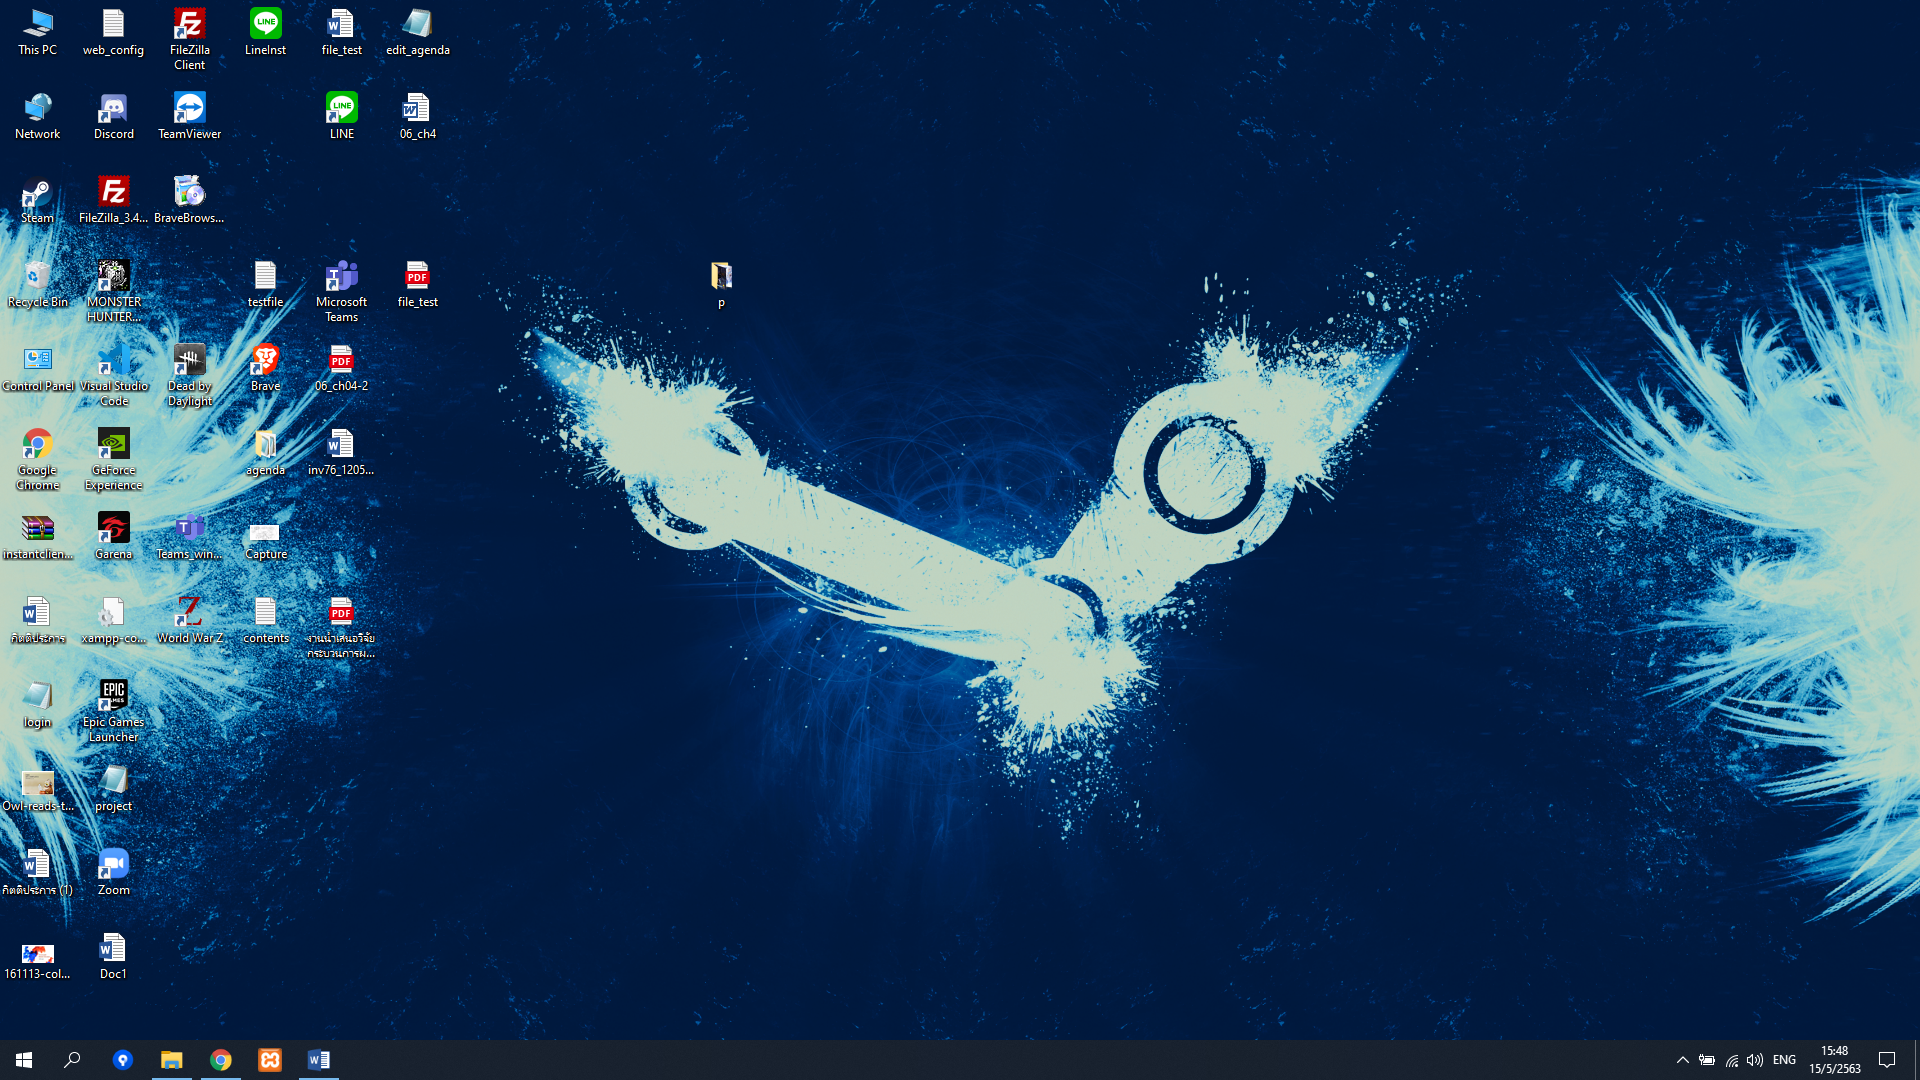 This PC
web_config
FileZilla
Client
LineInst
file_test
edit_agenda
Network
Discord
TeamViewer
LINE
06_ch4
Steam
FileZilla_3.4...
BraveBrows...
Recycle Bin
MONSTER
HUNTER...
testfile
Microsoft
Teams
file_test
p
Control Panel
Visual Studio
Code
Dead by
Daylight
Brave
06_ch04-2
Google
Chrome
GeForce
Experience
agenda
inv76_1205...
instantclien...
Garena
Teams_win...
Capture
กิตติประการ
xampp-co...
World War Z
contents
งานนำเสนอวิจัย
กระบวนการผ...
login
Epic Games
Launcher
Owl-reads-t...
project
กิตติประการ (1)
Zoom
161113-col...
Doc1
ENG
15:48
15/5/2563